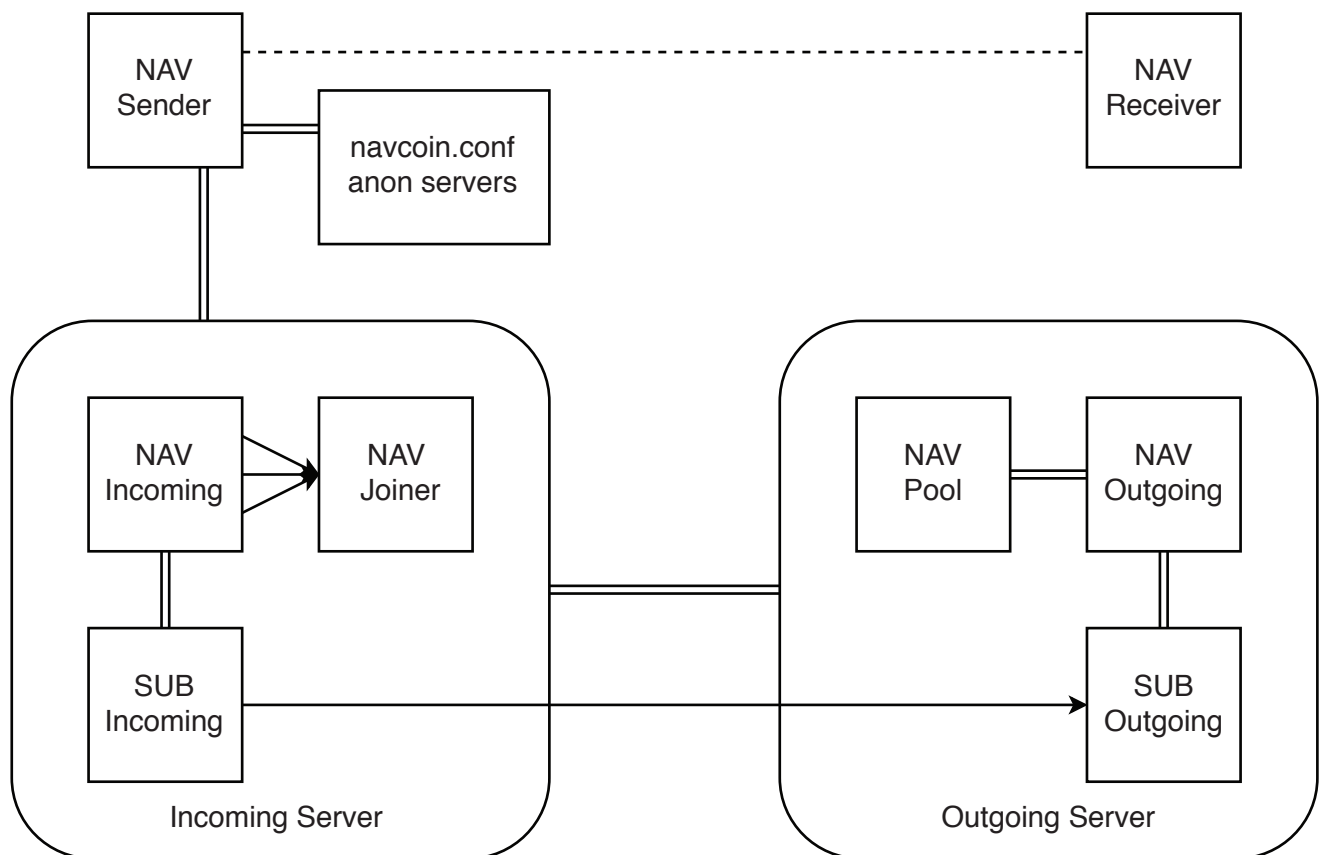 NAV
Sender
NAV
Receiver
navcoin.conf
anon servers
NAV
Incoming
NAV
Joiner
NAV
Pool
NAV
Outgoing
SUB
Incoming
SUB
Outgoing
Incoming Server
Outgoing Server